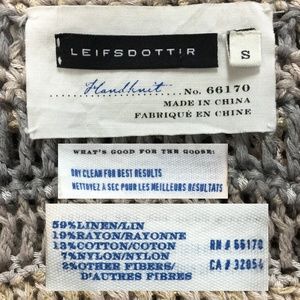 LEIFSDOTTIR
S
Handknit No. 66170
MADE IN CHINA
FABRIQUÉ EN CHINE
WHAT'S GOOD FOR THE GOOSE:
DRY CLEAN FOR BEST RESULTS
NETTOYEZ À SEC POUR LES MEILLEURS RÉSULTATS
59% LINEN/LIN
19% RAYON/RAYONNE
13% COTTON/COTON
7% NYLON/NYLON
2% OTHER FIBERS/
D'AUTRES FIBRES
RN # 66170
CA # 32054